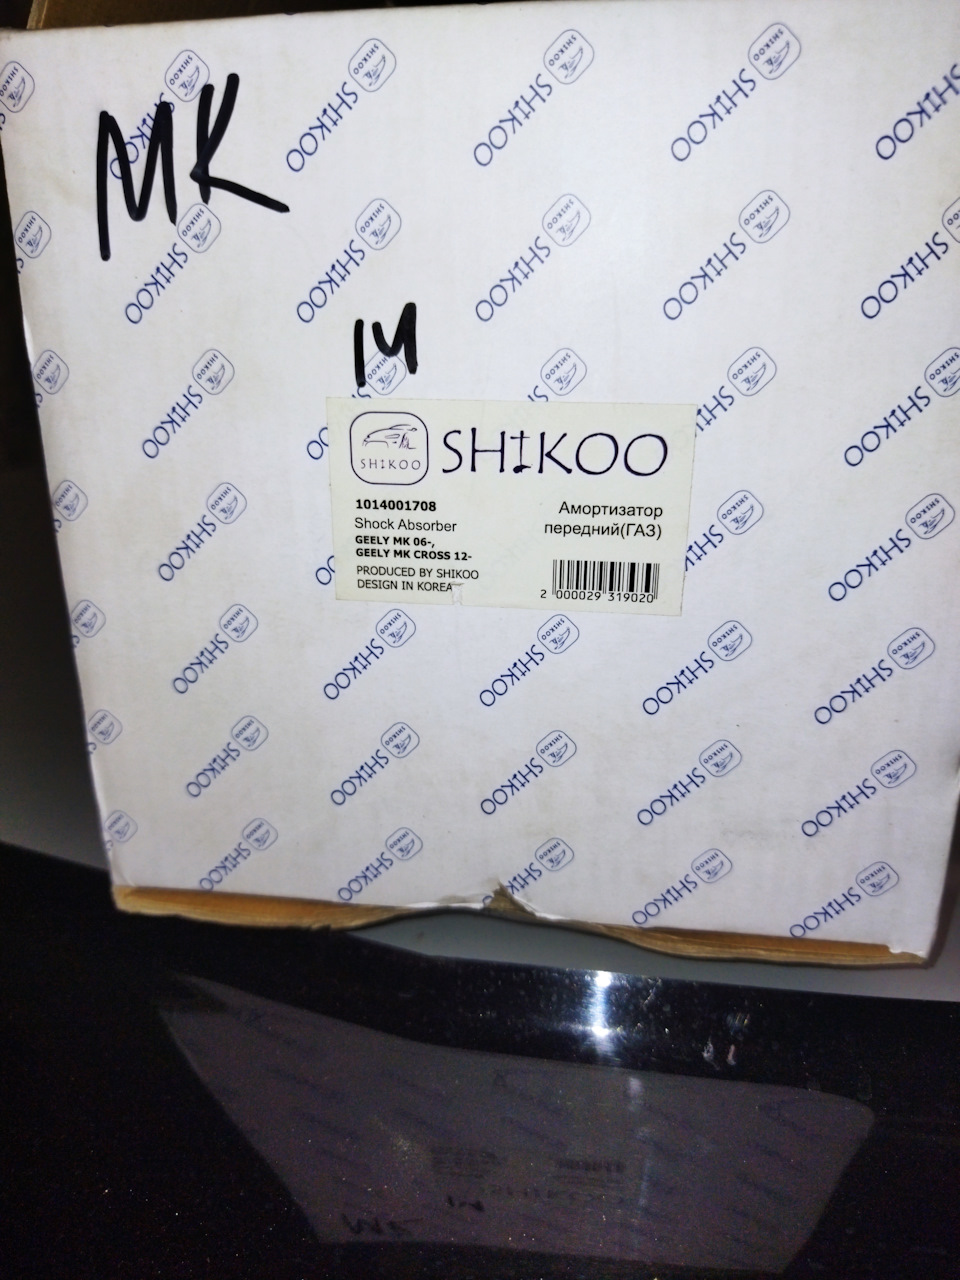 MK
14
SHIKOO
SHIKOO
1014001708
Shock Absorber
GEELY MK 06-,
GEELY MK CROSS 12-
PRODUCED BY SHIKOO
DESIGN IN KOREA
Амортизатор
передний(ГАЗ)
2 000029 319020